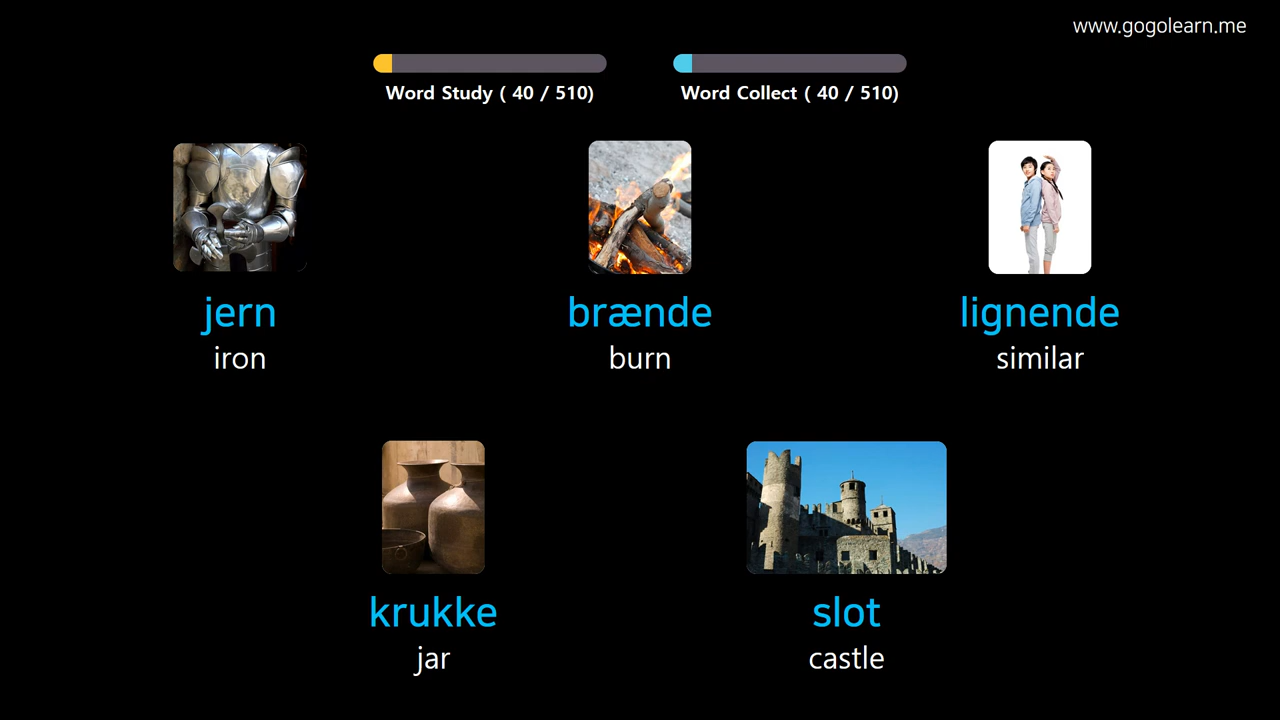 www.gogolearn.me
Word Study ( 40 / 510)
Word Collect ( 40 / 510)
jern
iron
brænde
burn
lignende
similar
krukke
jar
slot
castle